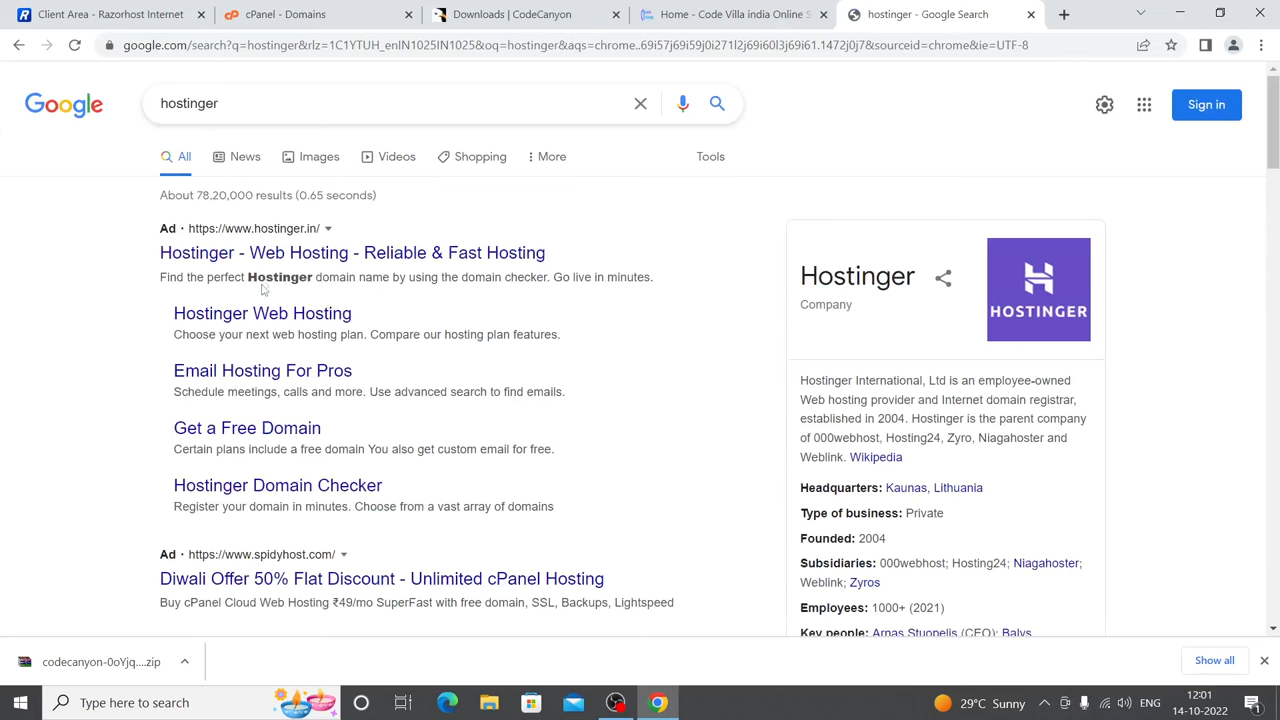 Client Area - Razorhost Internet
cPanel - Domains
Downloads | CodeCanyon
Home - Code Villa india Online S
hostinger - Google Search
google.com/search?q=hostinger&rlz=1C1YTUH_enIN1025IN1025&oq=hostinger&aqs=chrome..69i57j69i59j0i271l2j69i60l3j69i61.1472j0j7&sourceid=chrome&ie=UTF-8
Google
hostinger
Sign in
All
News
Images
Videos
Shopping
More
Tools
About 78,20,000 results (0.65 seconds)
Ad · https://www.hostinger.in/
Hostinger - Web Hosting - Reliable & Fast Hosting
Find the perfect Hostinger domain name by using the domain checker. Go live in minutes.
Hostinger Web Hosting
Choose your next web hosting plan. Compare our hosting plan features.
Email Hosting For Pros
Schedule meetings, calls and more. Use advanced search to find emails.
Get a Free Domain
Certain plans include a free domain You also get custom email for free.
Hostinger Domain Checker
Register your domain in minutes. Choose from a vast array of domains
Ad · https://www.spidyhost.com/
Diwali Offer 50% Flat Discount - Unlimited cPanel Hosting
Buy cPanel Cloud Web Hosting ₹49/mo SuperFast with free domain, SSL, Backups, Lightspeed
Hostinger
Company
HOSTINGER
Hostinger International, Ltd is an employee-owned
Web hosting provider and Internet domain registrar,
established in 2004. Hostinger is the parent company
of 000webhost, Hosting24, Zyro, Niagahoster and
Weblink. Wikipedia
Headquarters: Kaunas, Lithuania
Type of business: Private
Founded: 2004
Subsidiaries: 000webhost; Hosting24; Niagahoster;
Weblink; Zyros
Employees: 1000+ (2021)
Key people: Arnas Stuopelis (CEO); Balys
codecanyon-0oYjq....zip
Show all
Type here to search
29°C Sunny
ENG
12:01
14-10-2022
1